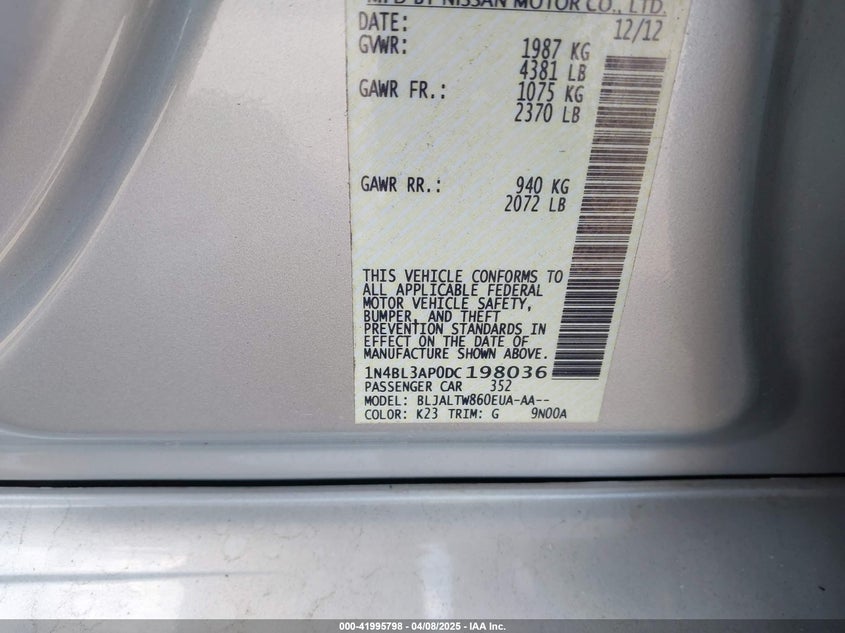 MFD BY NISSAN MOTOR CO., LTD.
DATE: 12/12
GVWR: 1987 KG
4381 LB
GAWR FR.: 1075 KG
2370 LB
GAWR RR.: 940 KG
2072 LB
THIS VEHICLE CONFORMS TO
ALL APPLICABLE FEDERAL
MOTOR VEHICLE SAFETY,
BUMPER, AND THEFT
PREVENTION STANDARDS IN
EFFECT ON THE DATE OF
MANUFACTURE SHOWN ABOVE.
1N4BL3AP0DC198036
PASSENGER CAR 352
MODEL: BLJALTW860EUA-AA--
COLOR: K23 TRIM: G 9N00A
000-41995798 - 04/08/2025 - IAA Inc.